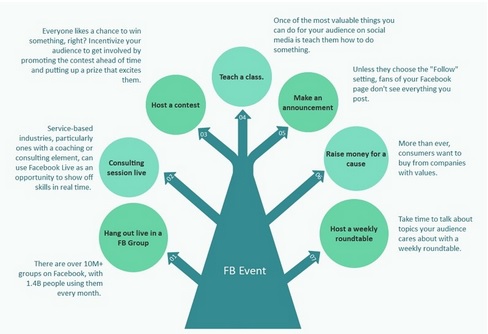 Everyone likes a chance to win
something, right? Incentivize your
audience to get involved by
promoting the contest ahead of time
and putting up a prize that excites
them.
Once of the most valuable things you
can do for your audience on social
media is teach them how to do
something.
Unless they choose the "Follow"
setting, fans of your Facebook
page don't see everything you
post.
Teach a class.
Host a contest
Make an
announcement
04
03
05
Service-based
industries, particularly
ones with a coaching or
consulting element, can
use Facebook Live as an
opportunity to show off
skills in real time.
Consulting
session live
02
Raise money for a
cause
06
More than ever,
consumers want to
buy from companies
with values.
Hang out live in a
FB Group
01
Host a weekly
roundtable
07
Take time to talk about
topics your audience
cares about with a
weekly roundtable.
There are over 10M+
groups on Facebook, with
1.4B people using them
every month.
FB Event